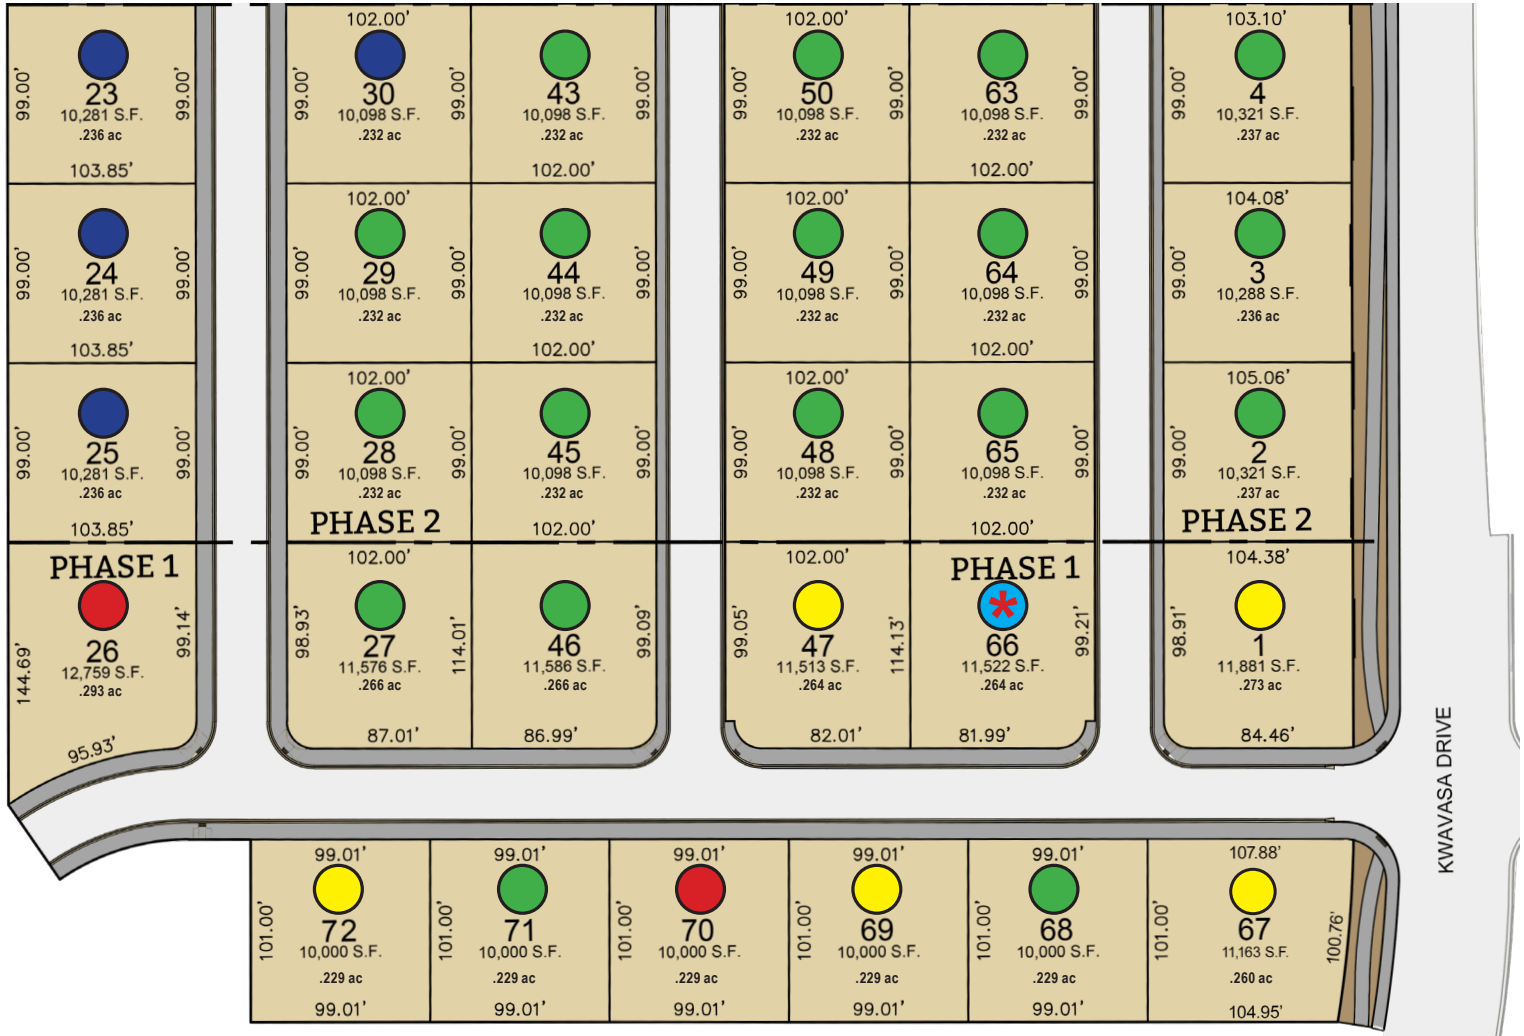 102.00'
102.00'
103.10'
99.00'
23
10,281 S.F.
.236 ac
99.00'
103.85'
99.00'
30
10,098 S.F.
.232 ac
99.00'
43
10,098 S.F.
.232 ac
99.00'
102.00'
99.00'
50
10,098 S.F.
.232 ac
99.00'
63
10,098 S.F.
.232 ac
99.00'
102.00'
99.00'
4
10,321 S.F.
.237 ac
102.00'
102.00'
104.08'
99.00'
24
10,281 S.F.
.236 ac
99.00'
103.85'
99.00'
29
10,098 S.F.
.232 ac
99.00'
44
10,098 S.F.
.232 ac
99.00'
102.00'
99.00'
49
10,098 S.F.
.232 ac
99.00'
64
10,098 S.F.
.232 ac
99.00'
102.00'
99.00'
3
10,288 S.F.
.236 ac
102.00'
102.00'
105.06'
99.00'
25
10,281 S.F.
.236 ac
99.00'
103.85'
99.00'
28
10,098 S.F.
.232 ac
99.00'
45
10,098 S.F.
.232 ac
99.00'
102.00'
99.00'
48
10,098 S.F.
.232 ac
99.00'
65
10,098 S.F.
.232 ac
99.00'
102.00'
99.00'
2
10,321 S.F.
.237 ac
PHASE 2
PHASE 2
PHASE 1
102.00'
102.00'
PHASE 1
104.38'
144.69'
26
12,759 S.F.
.293 ac
99.14'
95.93'
98.93'
27
11,576 S.F.
.266 ac
87.01'
114.01'
46
11,586 S.F.
.266 ac
86.99'
99.09'
99.05'
47
11,513 S.F.
.264 ac
82.01'
114.13'
*
66
11,522 S.F.
.264 ac
81.99'
99.21'
98.91'
1
11,881 S.F.
.273 ac
84.46'
KWAVASA DRIVE
99.01'
101.00'
72
10,000 S.F.
.229 ac
99.01'
99.01'
101.00'
71
10,000 S.F.
.229 ac
99.01'
99.01'
101.00'
70
10,000 S.F.
.229 ac
99.01'
99.01'
101.00'
69
10,000 S.F.
.229 ac
99.01'
99.01'
101.00'
68
10,000 S.F.
.229 ac
99.01'
107.88'
101.00'
67
11,163 S.F.
.260 ac
104.95'
100.76'